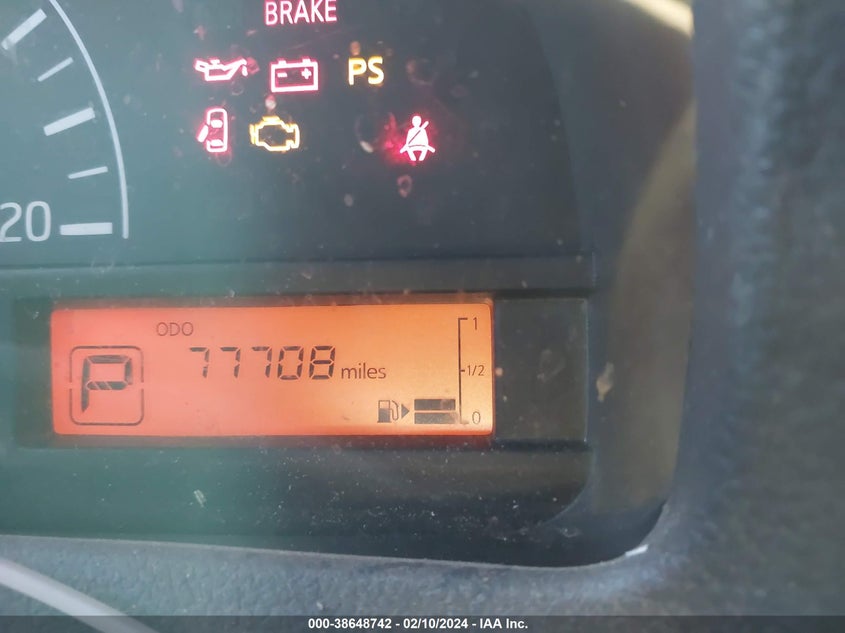 BRAKE
PS
20
ODO
77708 miles
P
1
1/2
0
000-38648742 — 02/10/2024 — IAA Inc.